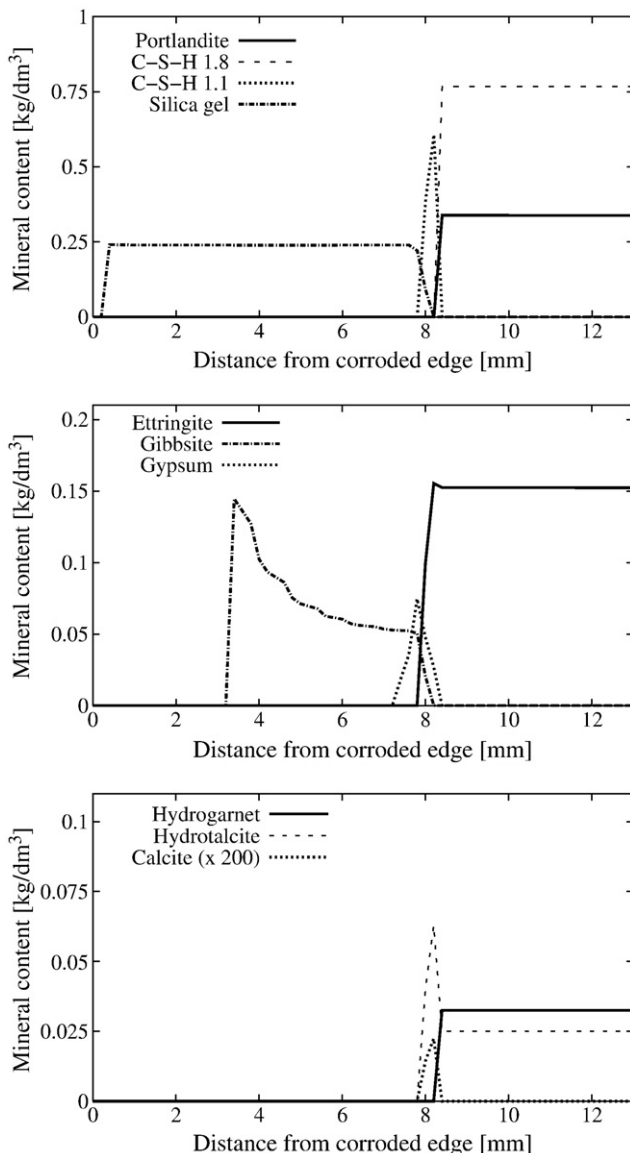 Portlandite
C–S–H 1.8
C–S–H 1.1
Silica gel
Mineral content [kg/dm³]
0.75
0.5
0.25
0
0 2 4 6 8 10 12
Distance from corroded edge [mm]
Ettringite
Gibbsite
Gypsum
Mineral content [kg/dm³]
0.2
0.15
0.1
0.05
0
0 2 4 6 8 10 12
Distance from corroded edge [mm]
Hydrogarnet
Hydrotalcite
Calcite (x 200)
Mineral content [kg/dm³]
0.1
0.075
0.05
0.025
0
0 2 4 6 8 10 12
Distance from corroded edge [mm]